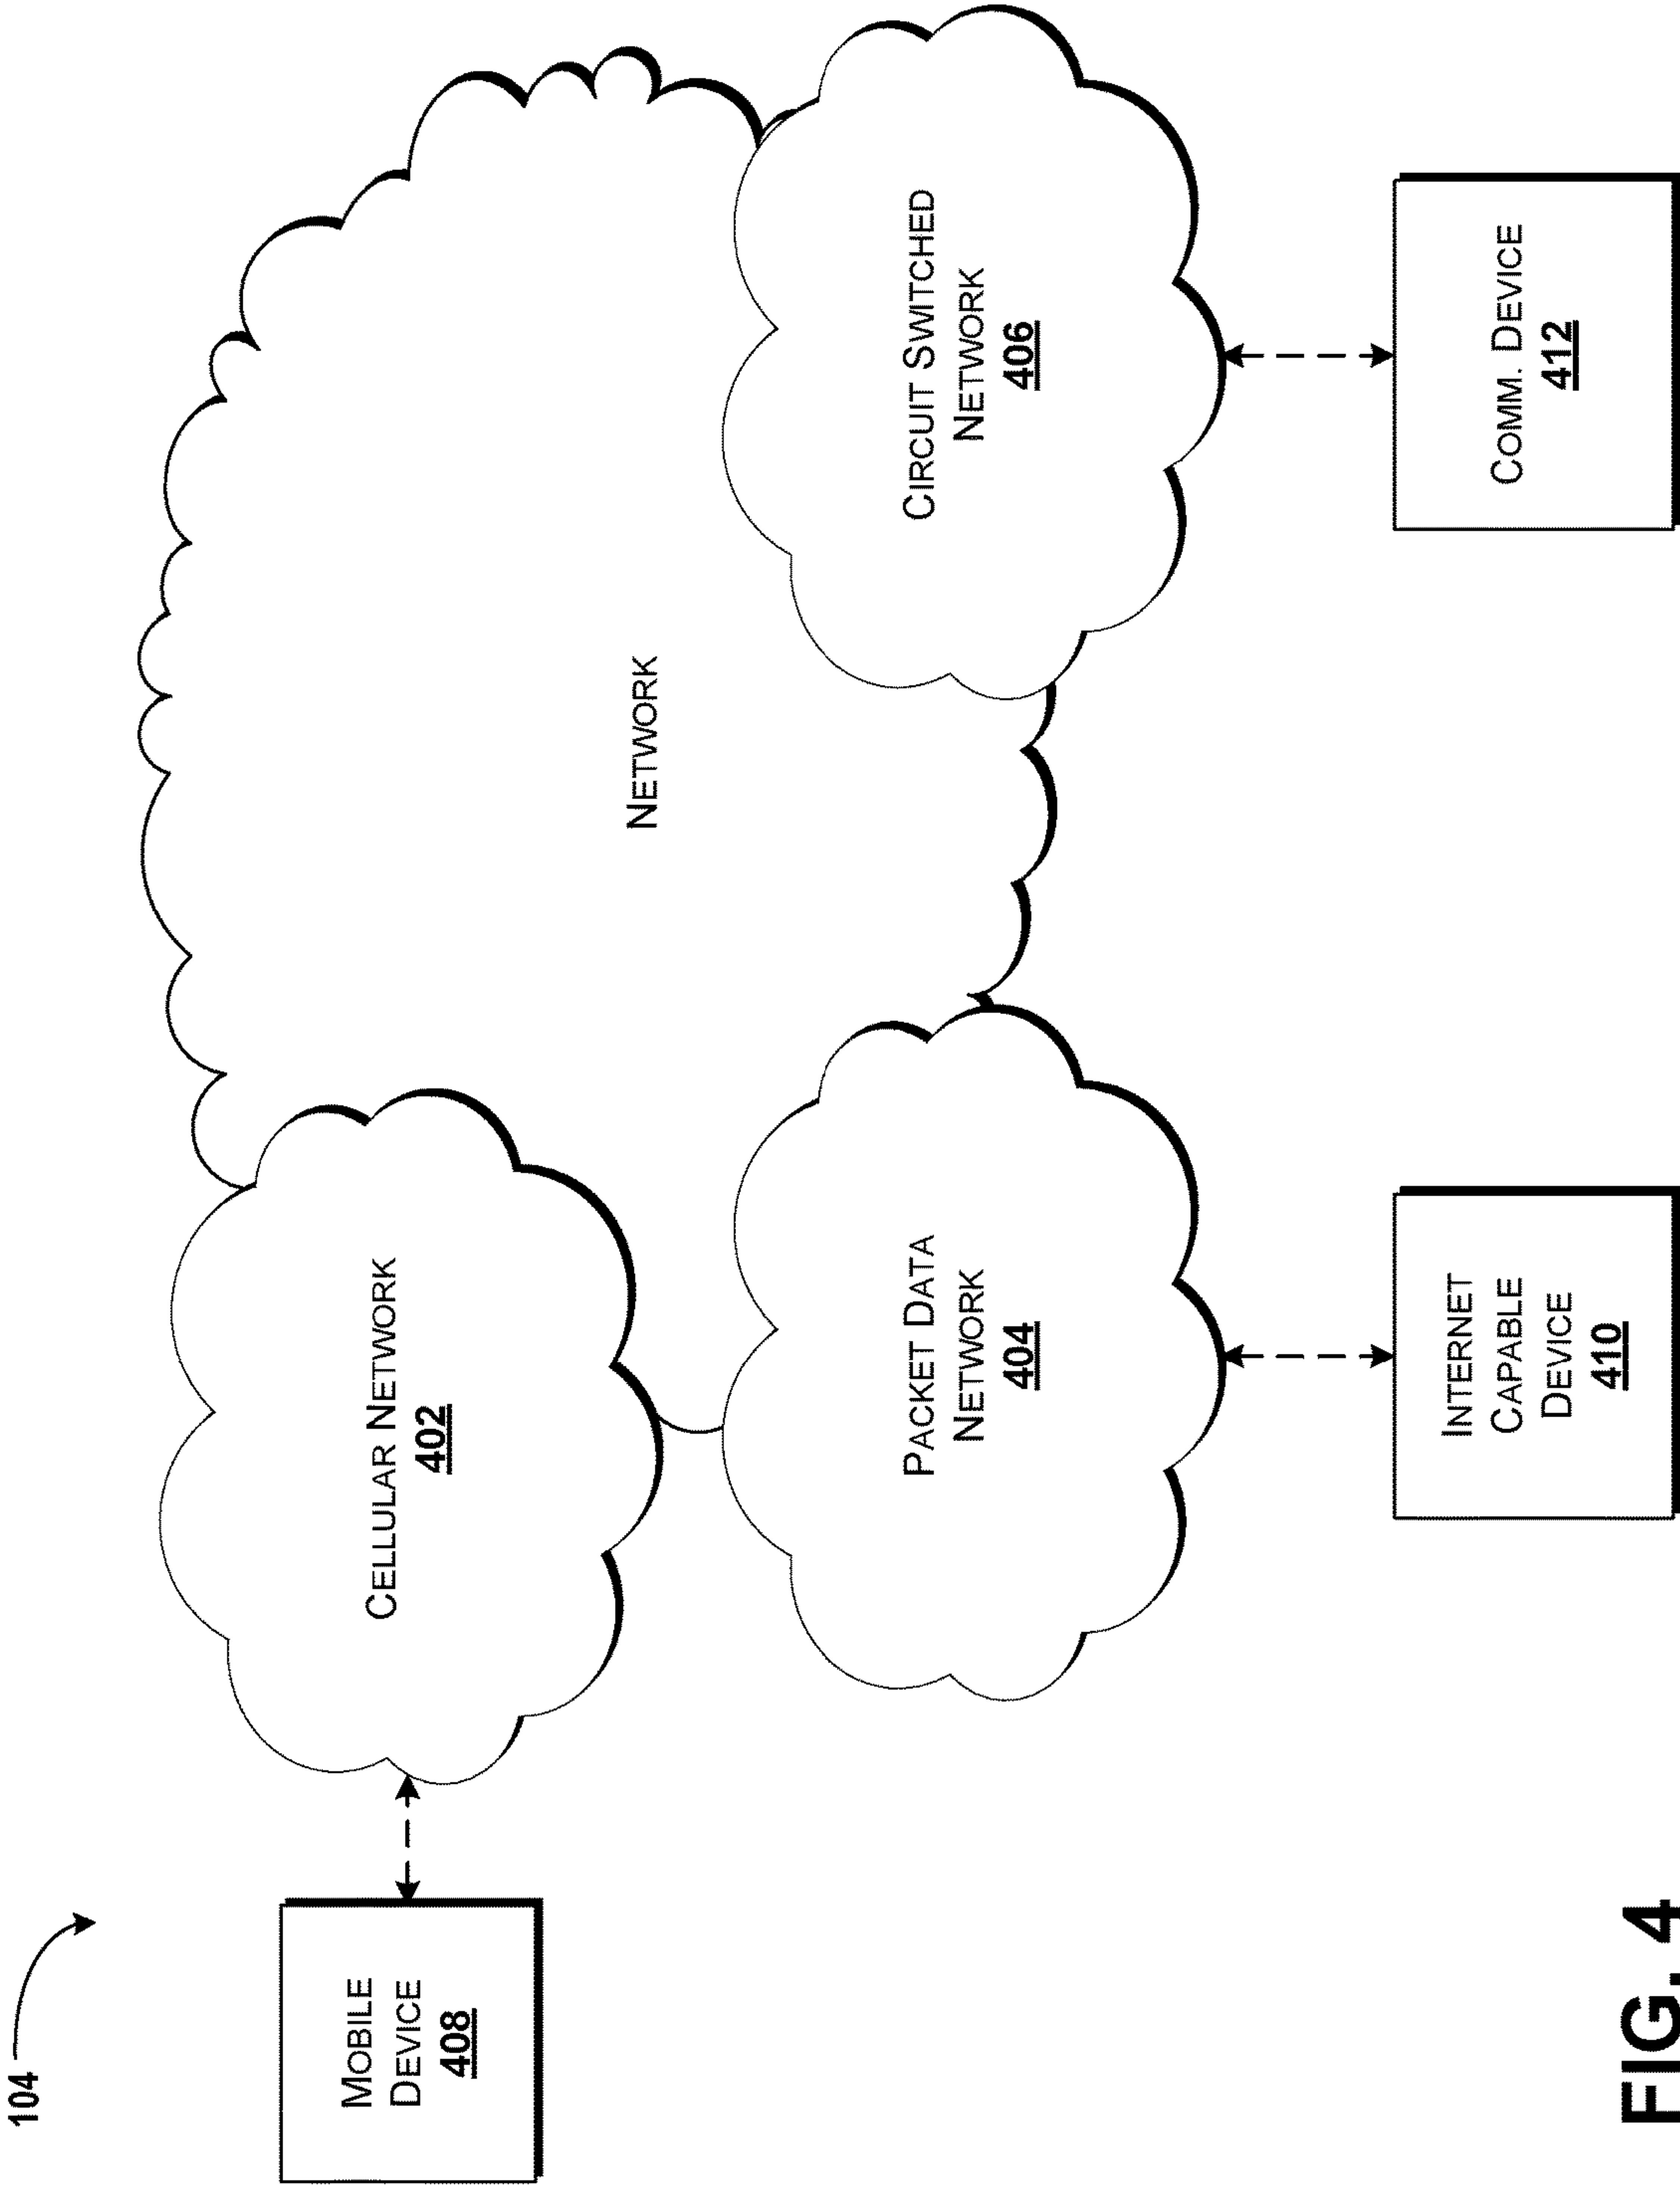 104
MOBILE
DEVICE
408
CELLULAR NETWORK
402
NETWORK
PACKET DATA
NETWORK
404
CIRCUIT SWITCHED
NETWORK
406
INTERNET
CAPABLE
DEVICE
410
COMM. DEVICE
412
FIG. 4